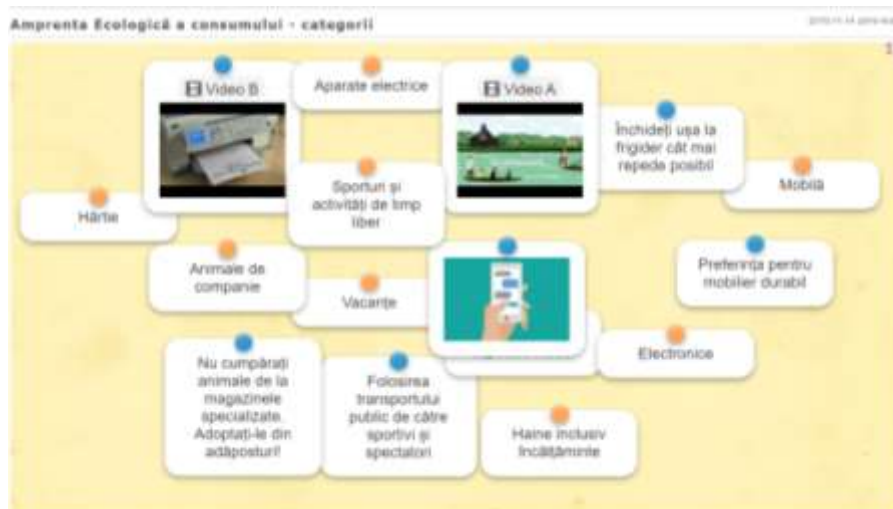 Amprenta Ecologică a consumului - categorii
Video B
Aparate electrice
Video A
Închideți ușa la
frigider cât mai
repede posibil
Mobilă
Sporturi și
activități de timp
liber
Hârtie
Animale de
companie
Vacanțe
Preferința pentru
mobilier durabil
Electronice
Nu cumpărați
animale de la
magazinele
specializate.
Adoptați-le din
adăposturi!
Folosirea
transportului
public de către
sportivi și
spectatori
Haine inclusiv
încălțăminte